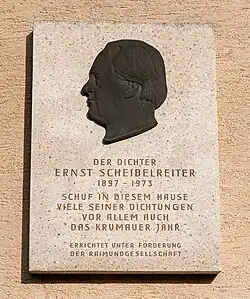 DER DICHTER
ERNST SCHEIBELREITER
1897 - 1973
SCHUF IN DIESEM HAUSE
VIELE SEINER DICHTUNGEN
VOR ALLEM AUCH
DAS KRUMAUER JAHR
ERRICHTET UNTER FÖRDERUNG
DER RAIMUNDGESELLSCHAFT